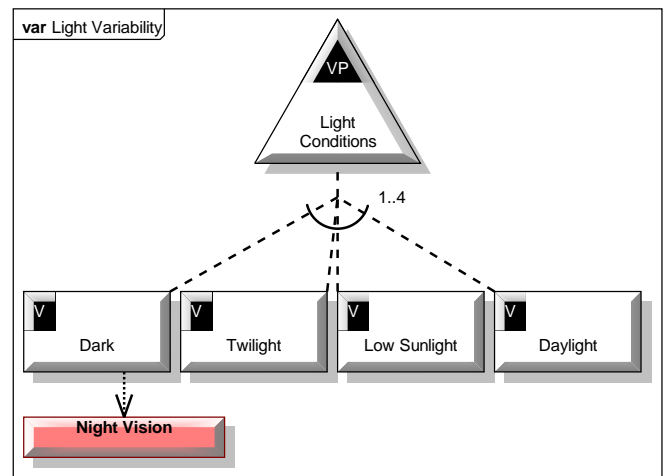 var Light Variability
VP
Light
Conditions
1..4
V
Dark
V
Twilight
V
Low Sunlight
V
Daylight
Night Vision